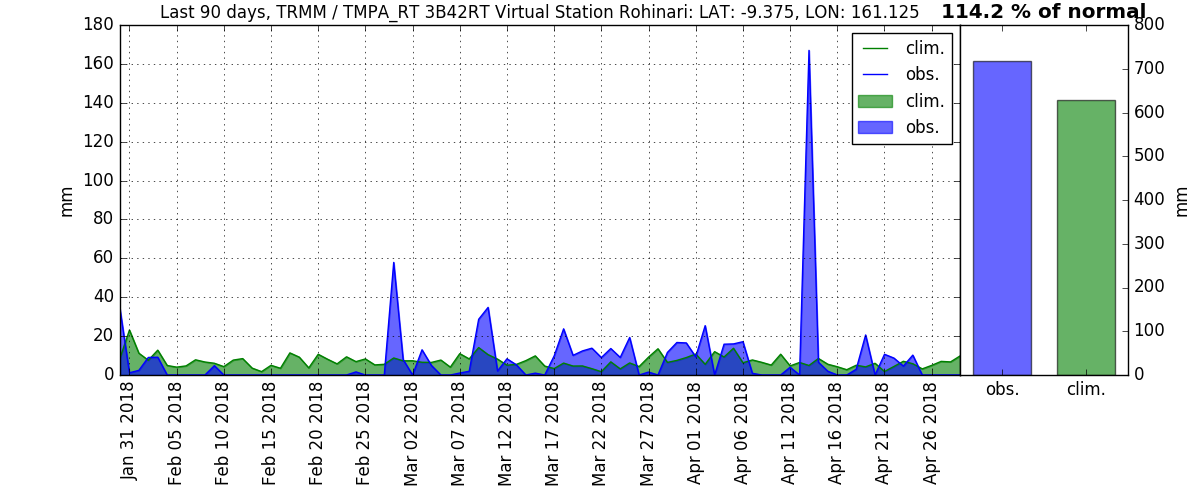 Last 90 days, TRMM / TMPA_RT 3B42RT Virtual Station Rohinari: LAT: -9.375, LON: 161.125
114.2 % of normal
180
160
140
120
100
80
60
40
20
0
mm
clim.
obs.
clim.
obs.
Jan 31 2018
Feb 05 2018
Feb 10 2018
Feb 15 2018
Feb 20 2018
Feb 25 2018
Mar 02 2018
Mar 07 2018
Mar 12 2018
Mar 17 2018
Mar 22 2018
Mar 27 2018
Apr 01 2018
Apr 06 2018
Apr 11 2018
Apr 16 2018
Apr 21 2018
Apr 26 2018
800
700
600
500
400
300
200
100
0
mm
obs.
clim.